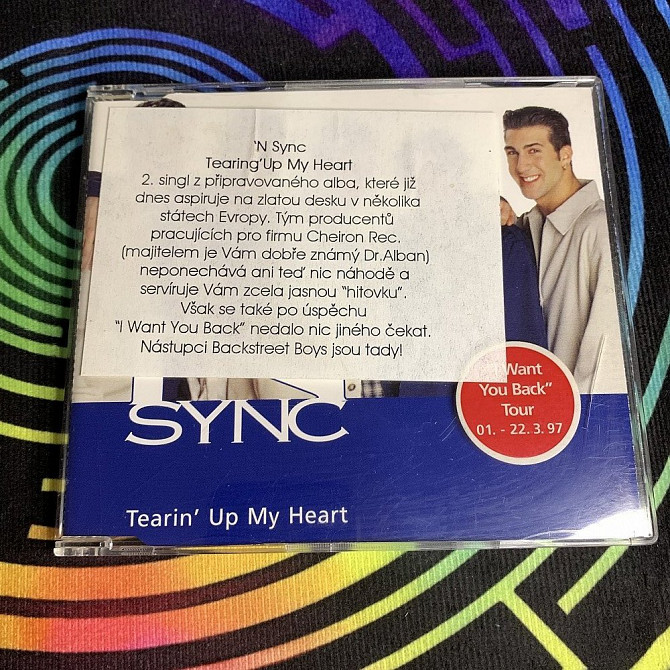 ‘N Sync
Tearing’Up My Heart
2. singl z připravovaného alba, které již
dnes aspiruje na zlatou desku v několika
státech Evropy. Tým producentů
pracujících pro firmu Cheiron Rec.
(majitelem je Vám dobře známý Dr.Alban)
neponechává ani teď nic náhodě a
servíruje Vám zcela jasnou “hitovku”.
Však se také po úspěchu
“I Want You Back” nedalo nic jiného čekat.
Nástupci Backstreet Boys jsou tady!
SYNC
Tearin’ Up My Heart
“I Want
You Back”
Tour
01. - 22. 3. 97